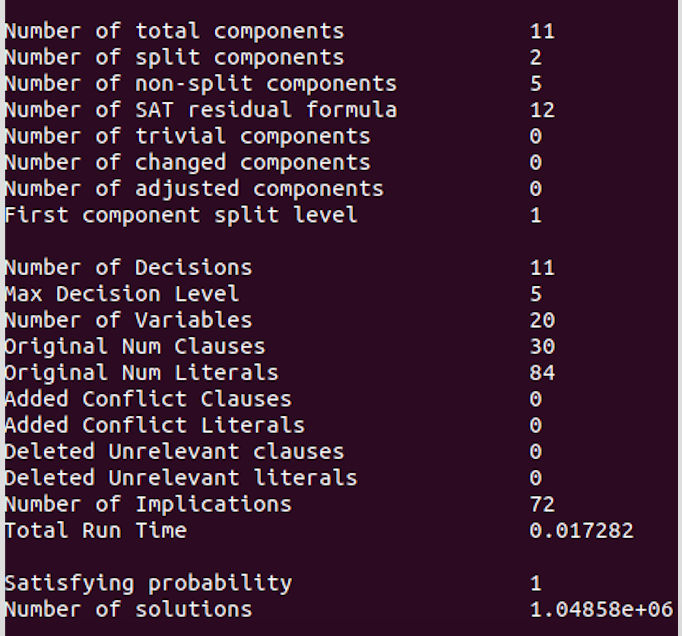 Number of total components 11
Number of split components 2
Number of non-split components 5
Number of SAT residual formula 12
Number of trivial components 0
Number of changed components 0
Number of adjusted components 0
First component split level 1
Number of Decisions 11
Max Decision Level 5
Number of Variables 20
Original Num Clauses 30
Original Num Literals 84
Added Conflict Clauses 0
Added Conflict Literals 0
Deleted Unrelevant clauses 0
Deleted Unrelevant literals 0
Number of Implications 72
Total Run Time 0.017282
Satisfying probability 1
Number of solutions 1.04858e+06